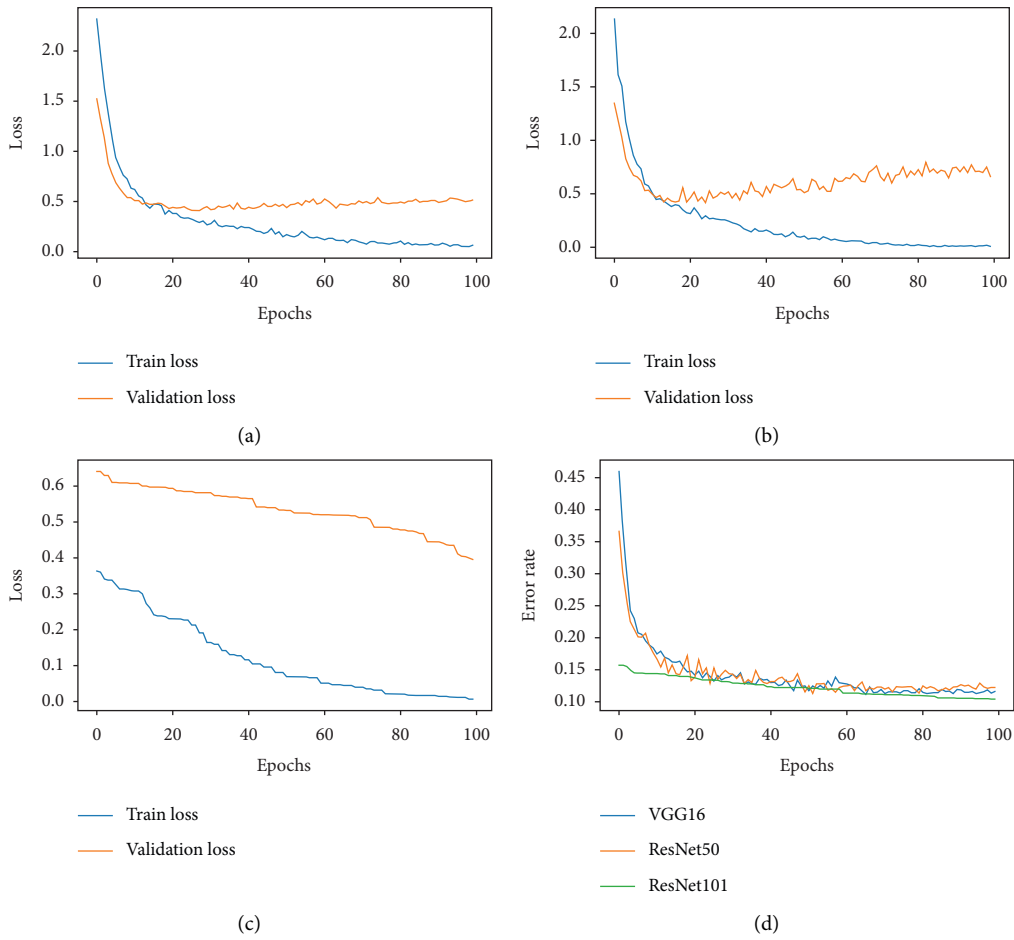 2.0
1.5
1.0
0.5
0.0
Loss
0 20 40 60 80 100
Epochs
Train loss
Validation loss
(a)
2.0
1.5
1.0
0.5
0.0
Loss
0 20 40 60 80 100
Epochs
Train loss
Validation loss
(b)
0.6
0.5
0.4
0.3
0.2
0.1
0.0
Loss
0 20 40 60 80 100
Epochs
Train loss
Validation loss
(c)
0.45
0.40
0.35
0.30
0.25
0.20
0.15
0.10
Error rate
0 20 40 60 80 100
Epochs
VGG16
ResNet50
ResNet101
(d)